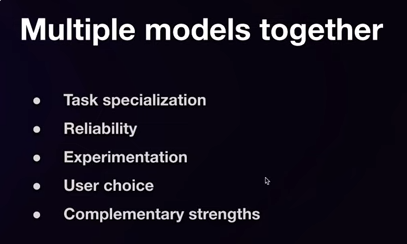 Multiple models together
• Task specialization
• Reliability
• Experimentation
• User choice
• Complementary strengths